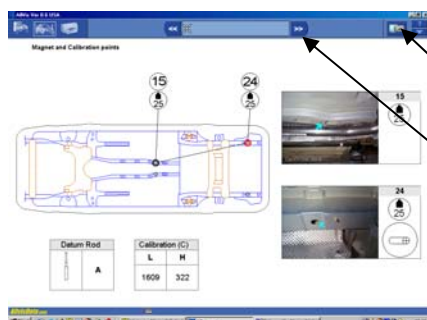 Magnet and Calibration points
15
25
24
25
15
25
24
25
Datum Rod
A
Calibration (C)
L H
1609 322